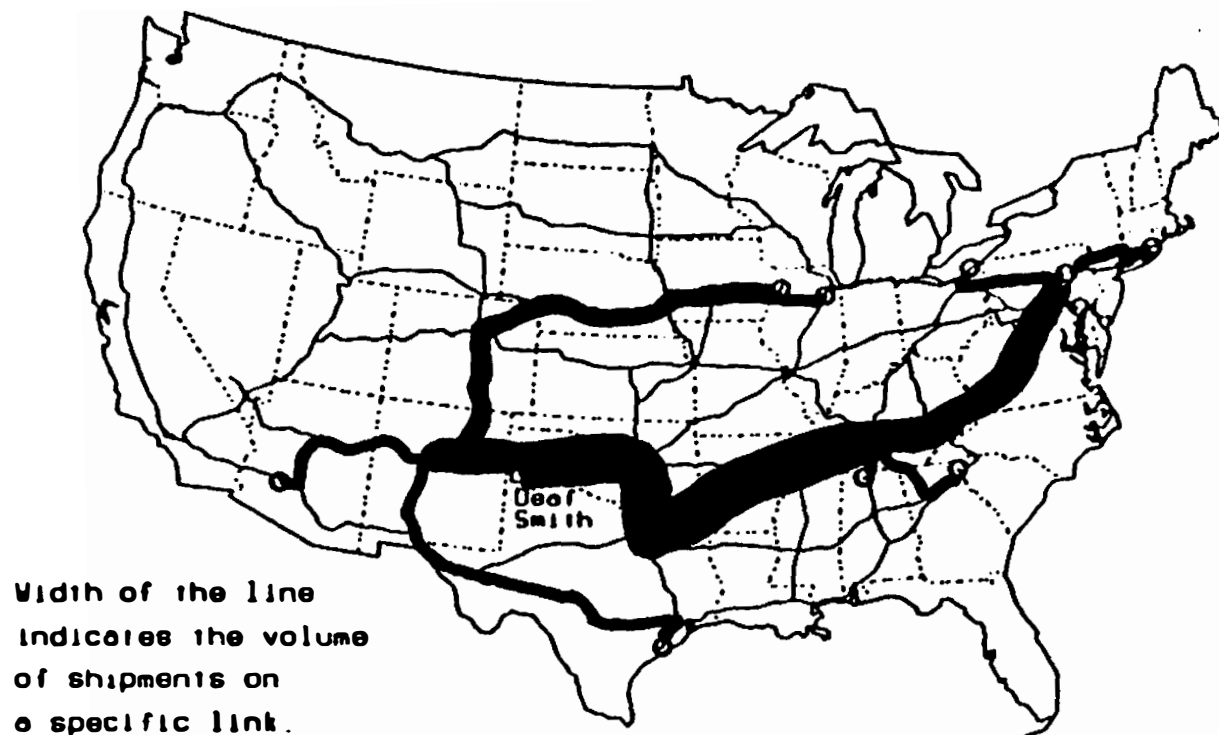 Deaf
Smith
Width of the line
indicates the volume
of shipments on
a specific link.